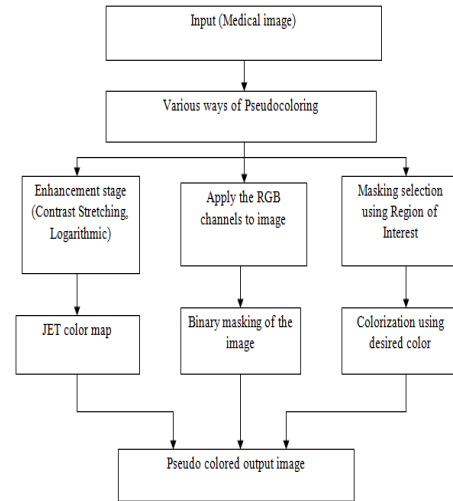 Input (Medical image)
Various ways of Pseudocoloring
Enhancement stage
(Contrast Stretching,
Logarithmic)
Apply the RGB
channels to image
Masking selection
using Region of
Interest
JET color map
Binary masking of the
image
Colorization using
desired color
Pseudo colored output image